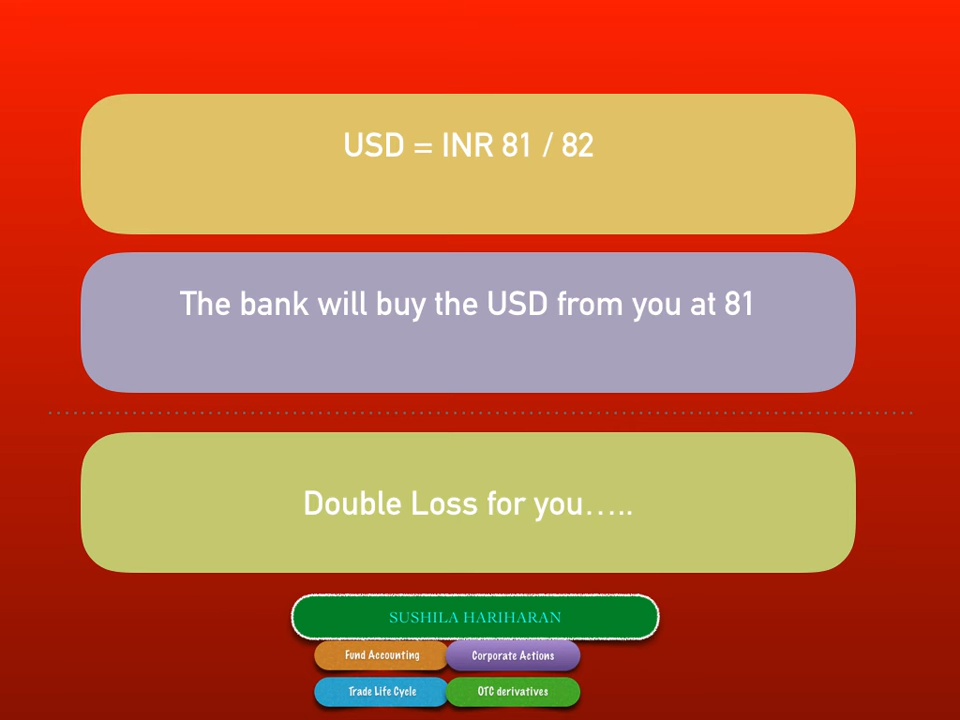 USD = INR 81 / 82
The bank will buy the USD from you at 81
Double Loss for you.....
SUSHILA HARIHARAN
Fund Accounting
Corporate Actions
Trade Life Cycle
OTC derivatives